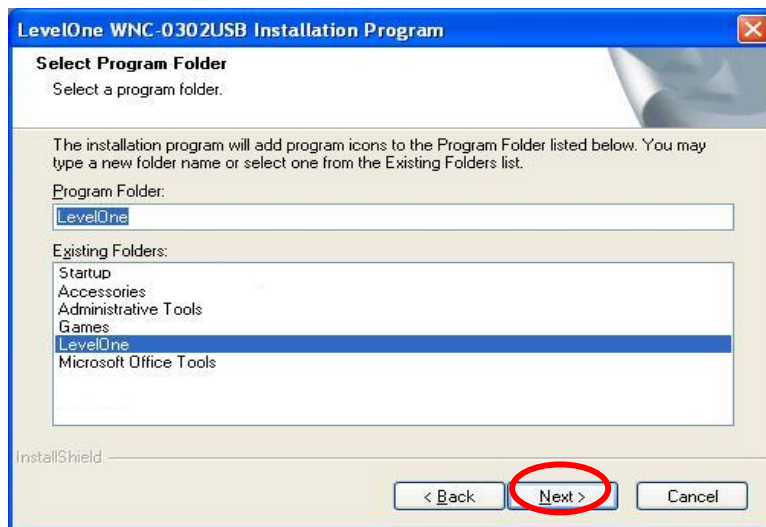 LevelOne WNC-0302USB Installation Program
Select Program Folder
Select a program folder.
The installation program will add program icons to the Program Folder listed below. You may
type a new folder name or select one from the Existing Folders list.
Program Folder:
LevelOne
Existing Folders:
Startup
Accessories
Administrative Tools
Games
LevelOne
Microsoft Office Tools
InstallShield
< Back Next > Cancel